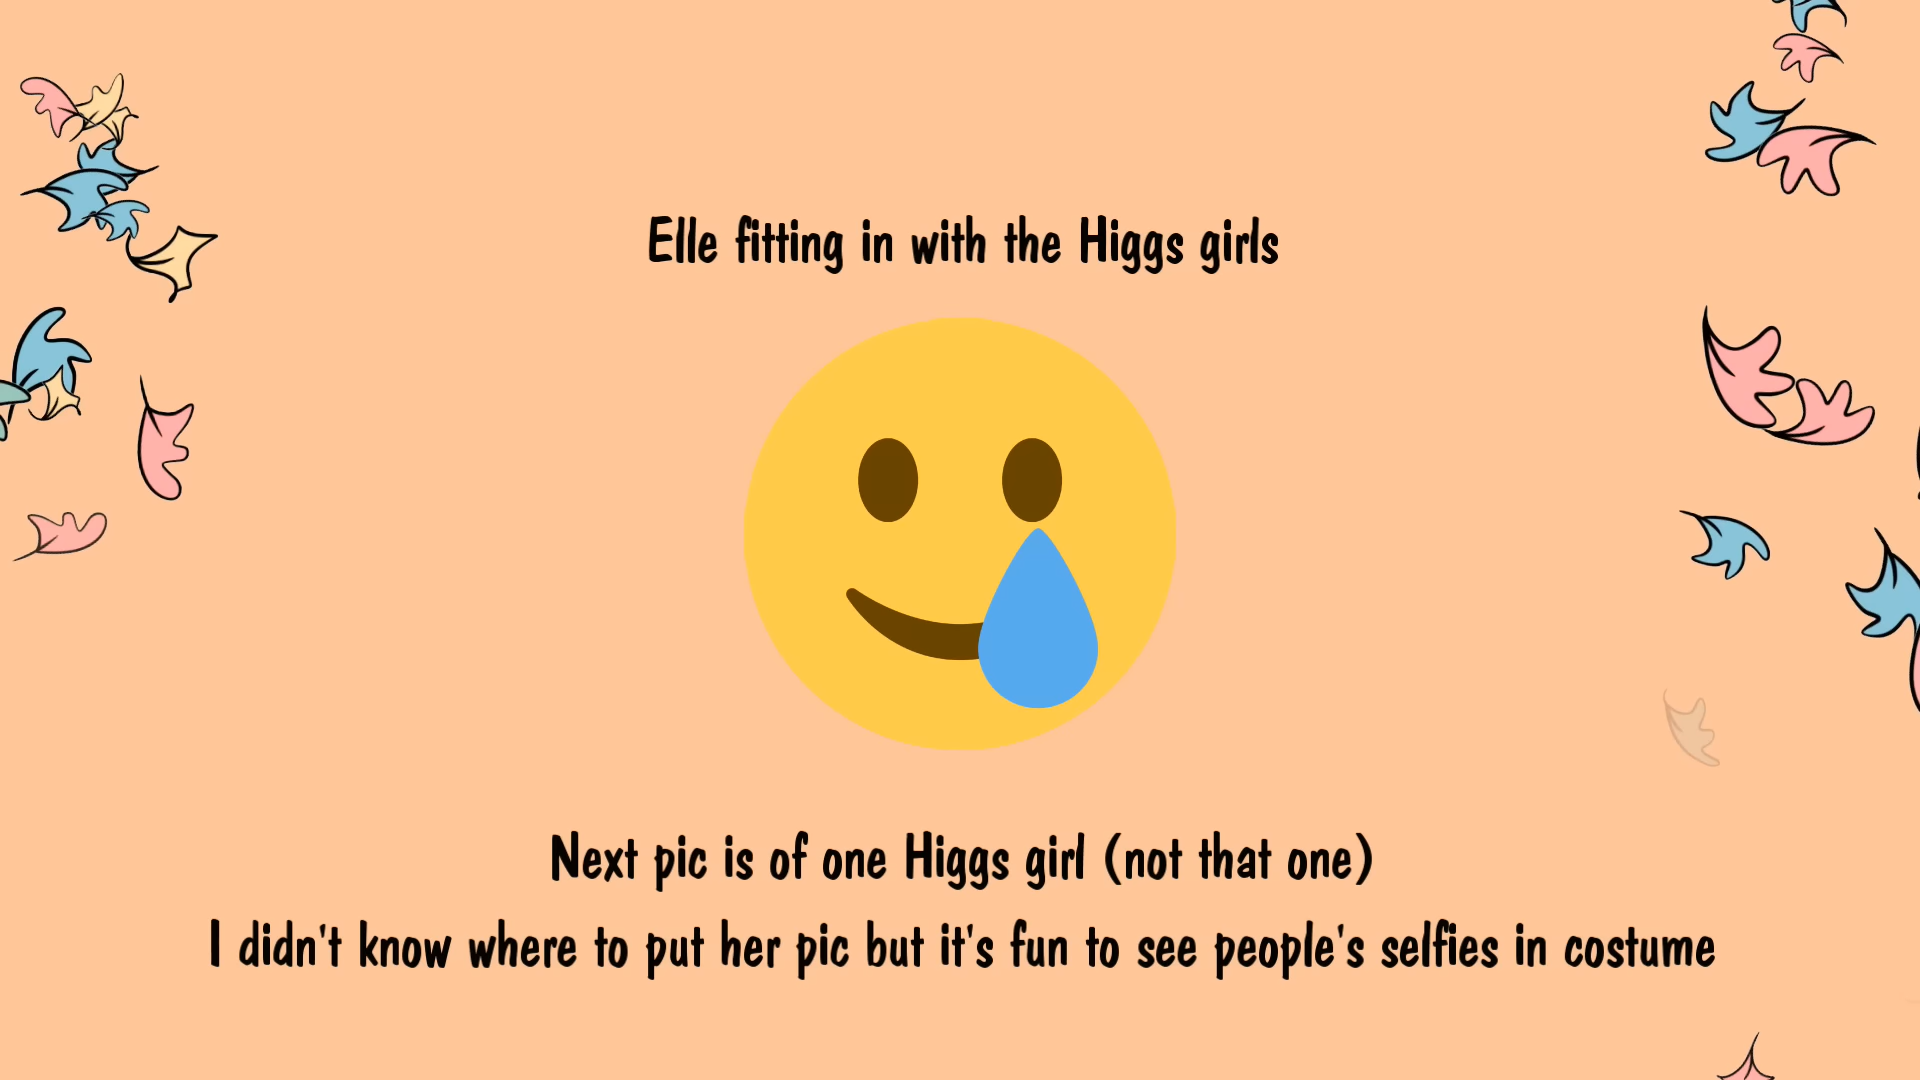 Elle fitting in with the Higgs girls
Next pic is of one Higgs girl (not that one)
I didn't know where to put her pic but it's fun to see people's selfies in costume